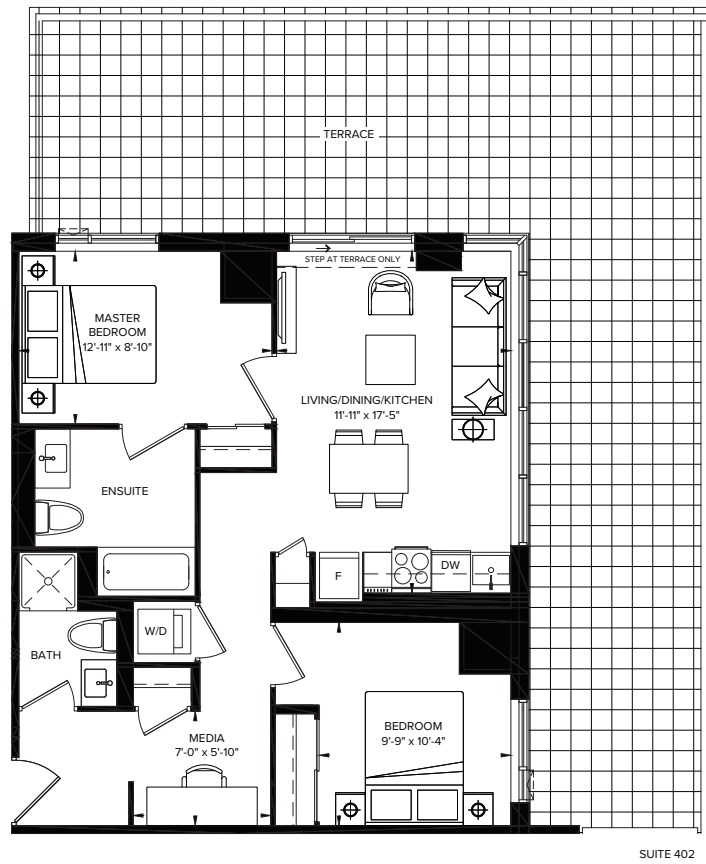 TERRACE
STEP AT TERRACE ONLY
MASTER
BEDROOM
12'-11" x 8'-10"
LIVING/DINING/KITCHEN
11'-11" x 17'-5"
ENSUITE
F
DW
W/D
BATH
BEDROOM
9'-9" x 10'-4"
MEDIA
7'-0" x 5'-10"
SUITE 402